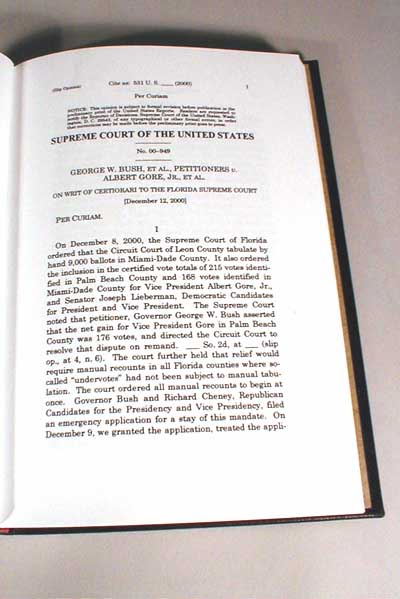 (Slip Opinion)
Cite as: 531 U. S. ___ (2000)
1
Per Curiam
NOTICE: This opinion is subject to formal revision before publication in the
preliminary print of the United States Reports. Readers are requested to
notify the Reporter of Decisions, Supreme Court of the United States, Wash-
ington, D. C. 20543, of any typographical or other formal errors, in order
that corrections may be made before the preliminary print goes to press.
SUPREME COURT OF THE UNITED STATES
No. 00–949
GEORGE W. BUSH, ET AL., PETITIONERS v.
ALBERT GORE, JR., ET AL.
ON WRIT OF CERTIORARI TO THE FLORIDA SUPREME COURT
[December 12, 2000]
PER CURIAM.
I
On December 8, 2000, the Supreme Court of Florida
ordered that the Circuit Court of Leon County tabulate by
hand 9,000 ballots in Miami-Dade County. It also ordered
the inclusion in the certified vote totals of 215 votes identi-
fied in Palm Beach County and 168 votes identified in
Miami-Dade County for Vice President Albert Gore, Jr.,
and Senator Joseph Lieberman, Democratic Candidates
for President and Vice President. The Supreme Court
noted that petitioner, Governor George W. Bush asserted
that the net gain for Vice President Gore in Palm Beach
County was 176 votes, and directed the Circuit Court to
resolve that dispute on remand. ___ So. 2d, at ___ (slip
op., at 4, n. 6). The court further held that relief would
require manual recounts in all Florida counties where so-
called “undervotes” had not been subject to manual tabu-
lation. The court ordered all manual recounts to begin at
once. Governor Bush and Richard Cheney, Republican
Candidates for the Presidency and Vice Presidency, filed
an emergency application for a stay of this mandate. On
December 9, we granted the application, treated the appli-